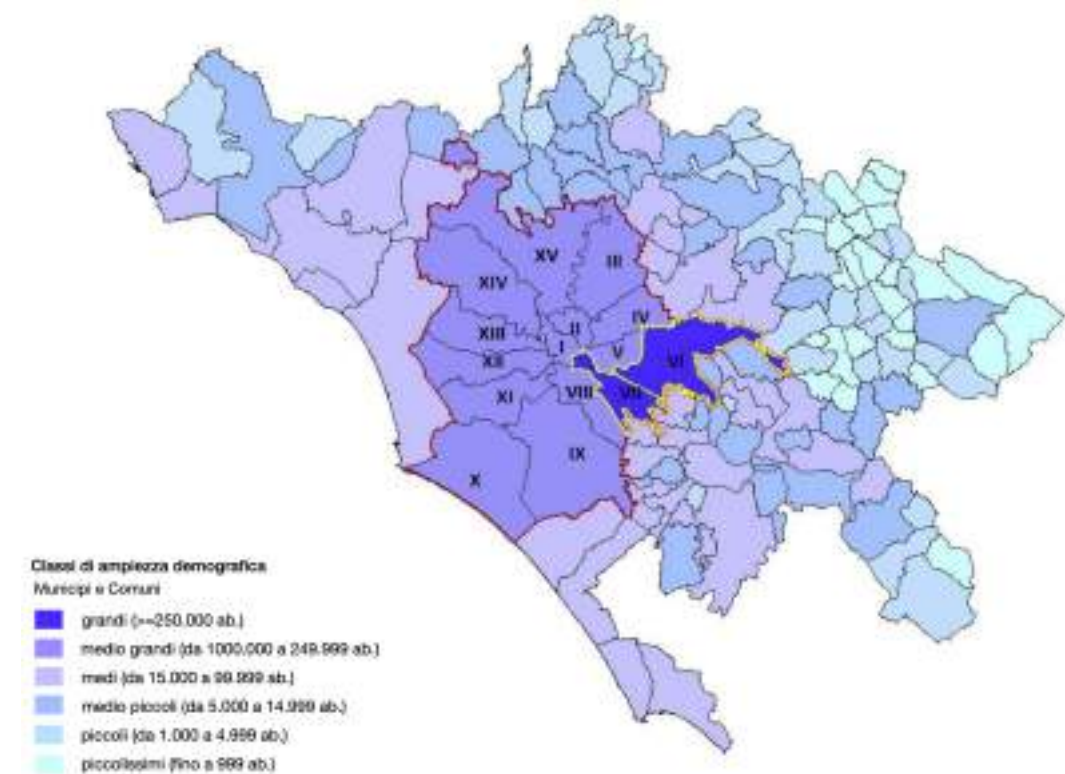 XV
III
XIV
IV
II
XIII
I
V
XII
VI
VIII
VII
XI
IX
X
Classi di ampiezza demografica
Municipi e Comuni
grandi (>=250.000 ab.)
medio grandi (da 1000.000 a 249.999 ab.)
medi (da 15.000 a 99.999 ab.)
medio piccoli (da 5.000 a 14.999 ab.)
piccoli (da 1.000 a 4.999 ab.)
piccolissimi (fino a 999 ab.)